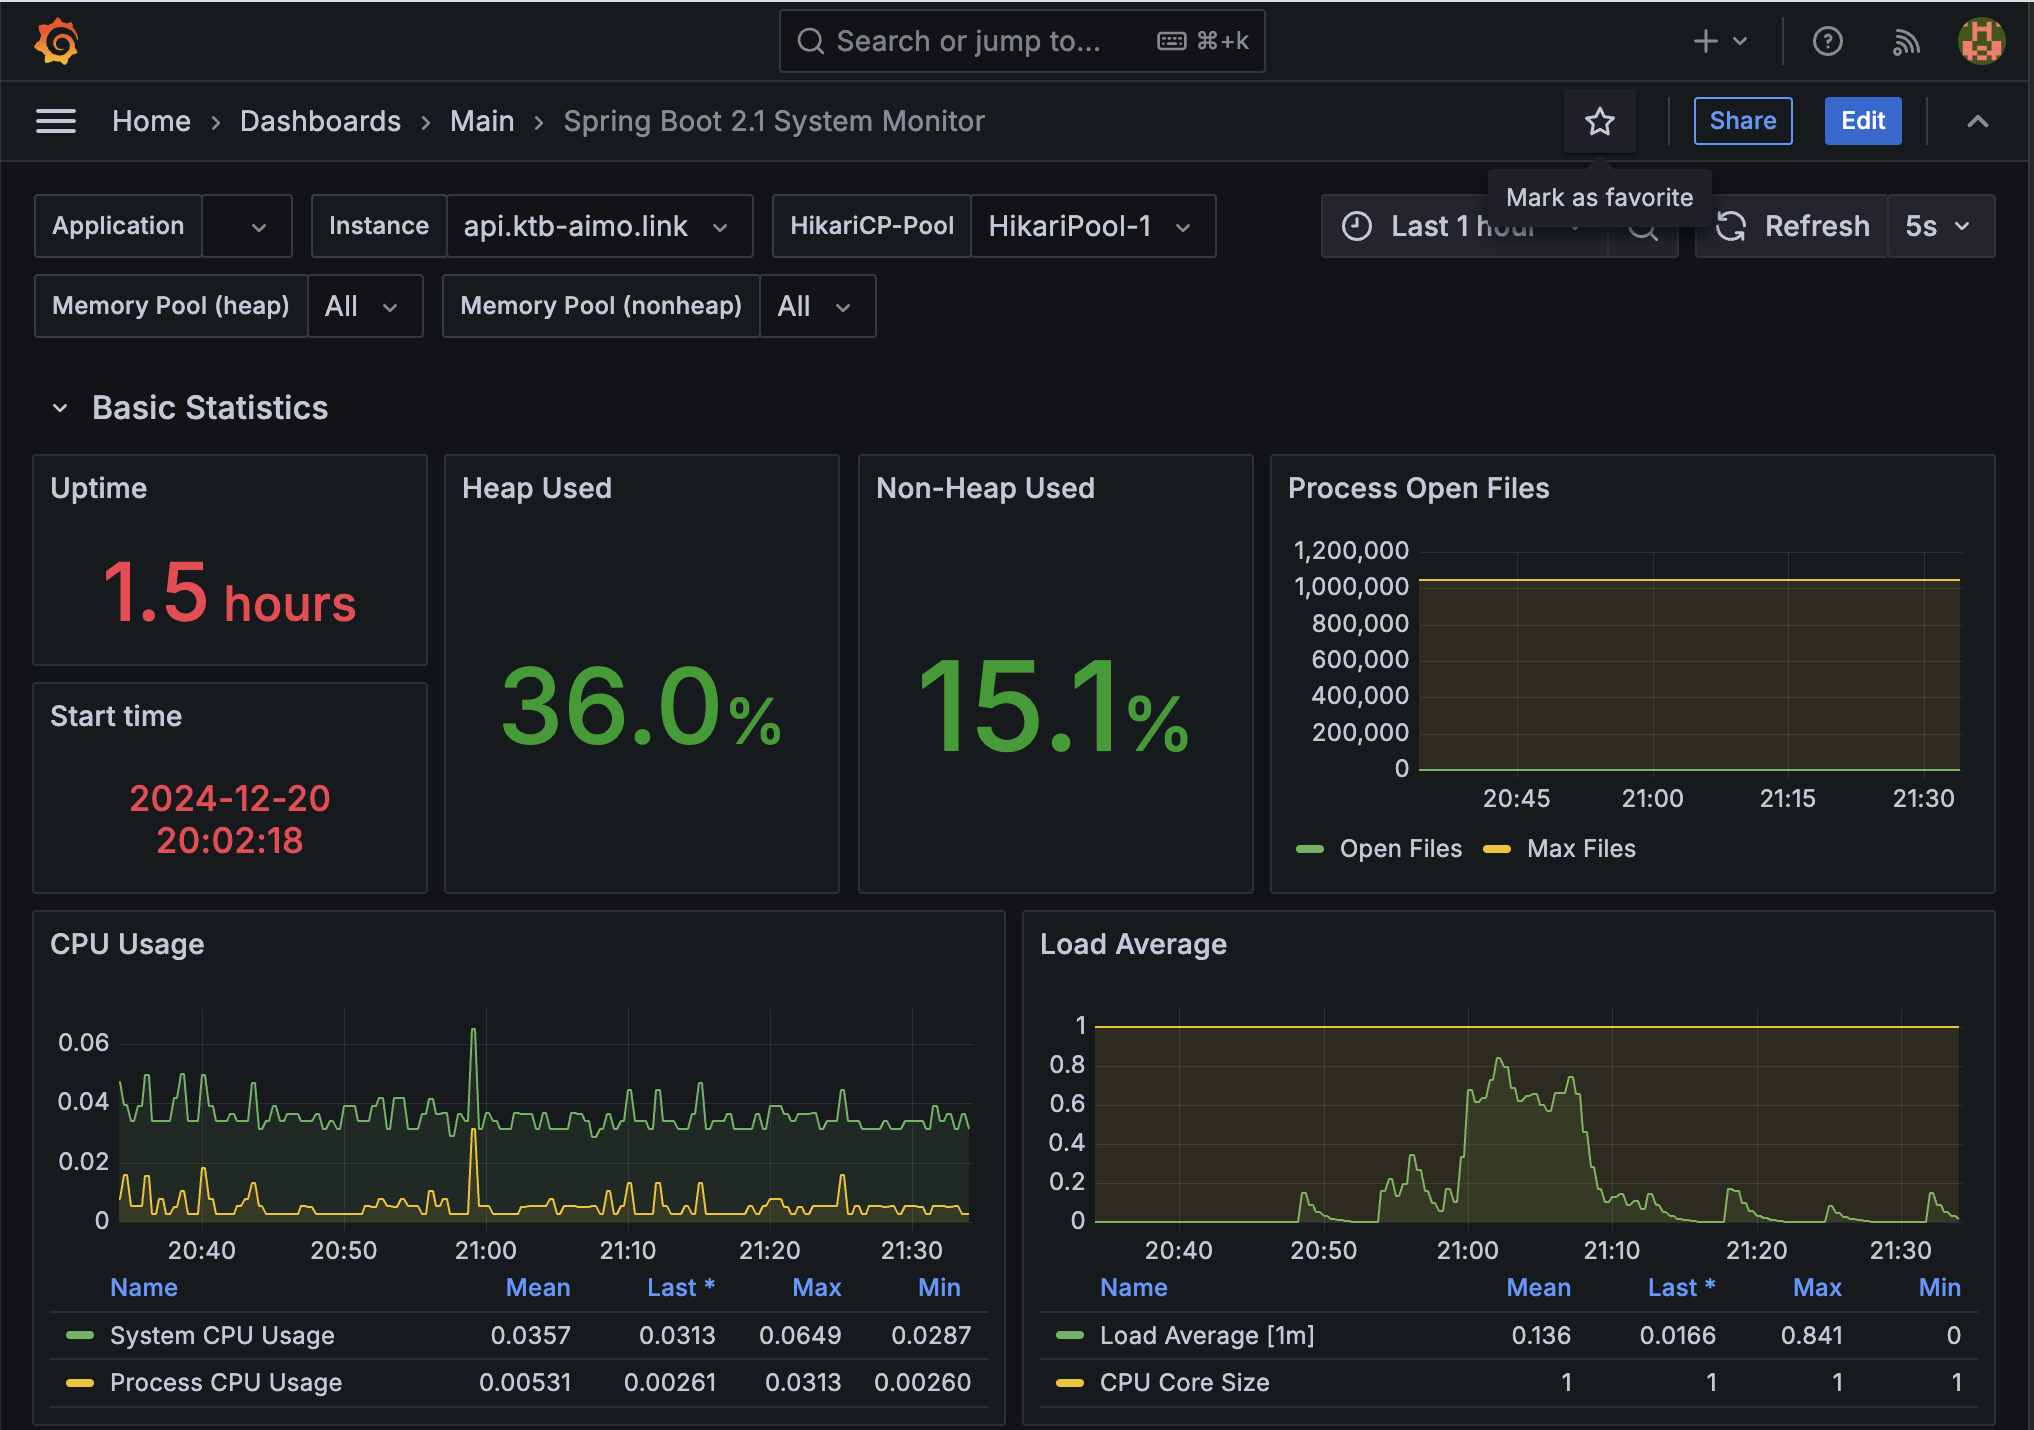 Search or jump to... ⌘+k
Home › Dashboards › Main › Spring Boot 2.1 System Monitor
Share
Edit
Mark as favorite
Application
Instance api.ktb-aimo.link
HikariCP-Pool HikariPool-1
Last 1 hour
Refresh 5s
Memory Pool (heap) All
Memory Pool (nonheap) All
Basic Statistics
Uptime
1.5 hours
Start time
2024-12-20
20:02:18
Heap Used
36.0%
Non-Heap Used
15.1%
Process Open Files
1,200,000
1,000,000
800,000
600,000
400,000
200,000
0
20:45 21:00 21:15 21:30
Open Files Max Files
CPU Usage
0.06
0.04
0.02
0
20:40 20:50 21:00 21:10 21:20 21:30
Name Mean Last * Max Min
System CPU Usage 0.0357 0.0313 0.0649 0.0287
Process CPU Usage 0.00531 0.00261 0.0313 0.00260
Load Average
1
0.8
0.6
0.4
0.2
0
20:40 20:50 21:00 21:10 21:20 21:30
Name Mean Last * Max Min
Load Average [1m] 0.136 0.0166 0.841 0
CPU Core Size 1 1 1 1